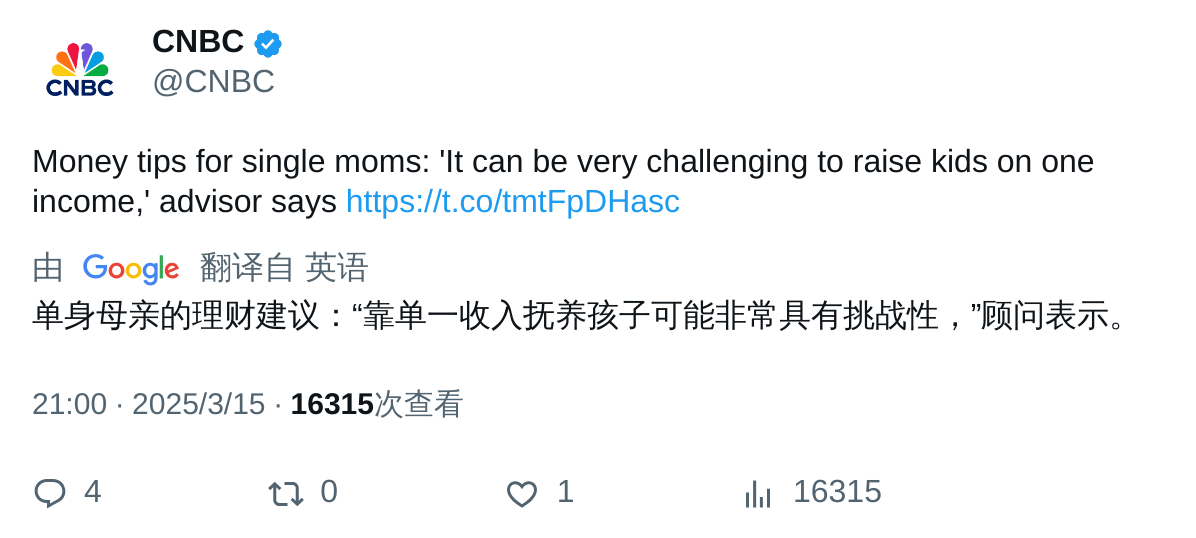 CNBC
CNBC
@CNBC
Money tips for single moms: 'It can be very challenging to raise kids on one
income,' advisor says https://t.co/tmtFpDHasc
由 Google 翻译自 英语
单身母亲的理财建议：“靠单一收入抚养孩子可能非常具有挑战性，”顾问表示。
21:00 · 2025/3/15 · 16315次查看
4 0 1 16315